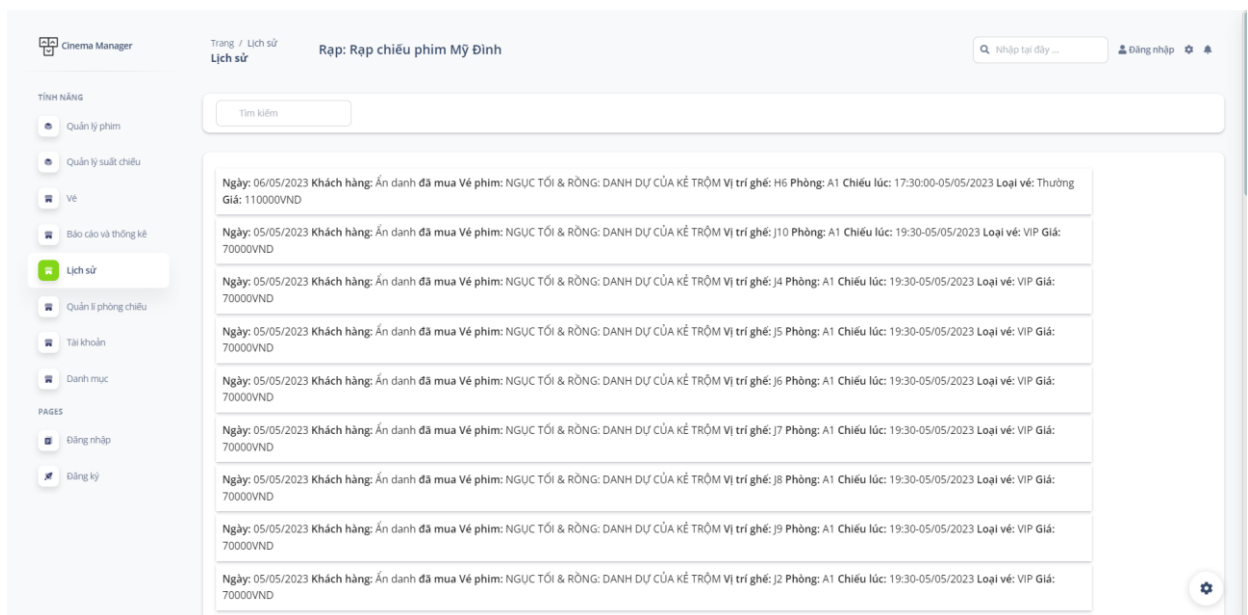 Cinema Manager
Trang / Lịch sử
Lịch sử
Rạp: Rạp chiếu phim Mỹ Đình
Nhập tại đây ...
Đăng nhập
TÍNH NĂNG
Quản lý phim
Quản lý suất chiếu
Vé
Báo cáo và thống kê
Lịch sử
Quản lí phòng chiếu
Tài khoản
Danh mục
PAGES
Đăng nhập
Đăng ký
Tìm kiếm
Ngày: 06/05/2023 Khách hàng: Ẩn danh đã mua Vé phim: NGỤC TỐI & RỒNG: DANH DỰ CỦA KẺ TRỘM Vị trí ghế: H6 Phòng: A1 Chiếu lúc: 17:30:00-05/05/2023 Loại vé: Thường
Giá: 110000VND
Ngày: 05/05/2023 Khách hàng: Ẩn danh đã mua Vé phim: NGỤC TỐI & RỒNG: DANH DỰ CỦA KẺ TRỘM Vị trí ghế: J10 Phòng: A1 Chiếu lúc: 19:30-05/05/2023 Loại vé: VIP Giá:
70000VND
Ngày: 05/05/2023 Khách hàng: Ẩn danh đã mua Vé phim: NGỤC TỐI & RỒNG: DANH DỰ CỦA KẺ TRỘM Vị trí ghế: J4 Phòng: A1 Chiếu lúc: 19:30-05/05/2023 Loại vé: VIP Giá:
70000VND
Ngày: 05/05/2023 Khách hàng: Ẩn danh đã mua Vé phim: NGỤC TỐI & RỒNG: DANH DỰ CỦA KẺ TRỘM Vị trí ghế: J5 Phòng: A1 Chiếu lúc: 19:30-05/05/2023 Loại vé: VIP Giá:
70000VND
Ngày: 05/05/2023 Khách hàng: Ẩn danh đã mua Vé phim: NGỤC TỐI & RỒNG: DANH DỰ CỦA KẺ TRỘM Vị trí ghế: J6 Phòng: A1 Chiếu lúc: 19:30-05/05/2023 Loại vé: VIP Giá:
70000VND
Ngày: 05/05/2023 Khách hàng: Ẩn danh đã mua Vé phim: NGỤC TỐI & RỒNG: DANH DỰ CỦA KẺ TRỘM Vị trí ghế: J7 Phòng: A1 Chiếu lúc: 19:30-05/05/2023 Loại vé: VIP Giá:
70000VND
Ngày: 05/05/2023 Khách hàng: Ẩn danh đã mua Vé phim: NGỤC TỐI & RỒNG: DANH DỰ CỦA KẺ TRỘM Vị trí ghế: J8 Phòng: A1 Chiếu lúc: 19:30-05/05/2023 Loại vé: VIP Giá:
70000VND
Ngày: 05/05/2023 Khách hàng: Ẩn danh đã mua Vé phim: NGỤC TỐI & RỒNG: DANH DỰ CỦA KẺ TRỘM Vị trí ghế: J9 Phòng: A1 Chiếu lúc: 19:30-05/05/2023 Loại vé: VIP Giá:
70000VND
Ngày: 05/05/2023 Khách hàng: Ẩn danh đã mua Vé phim: NGỤC TỐI & RỒNG: DANH DỰ CỦA KẺ TRỘM Vị trí ghế: J2 Phòng: A1 Chiếu lúc: 19:30-05/05/2023 Loại vé: VIP Giá:
70000VND